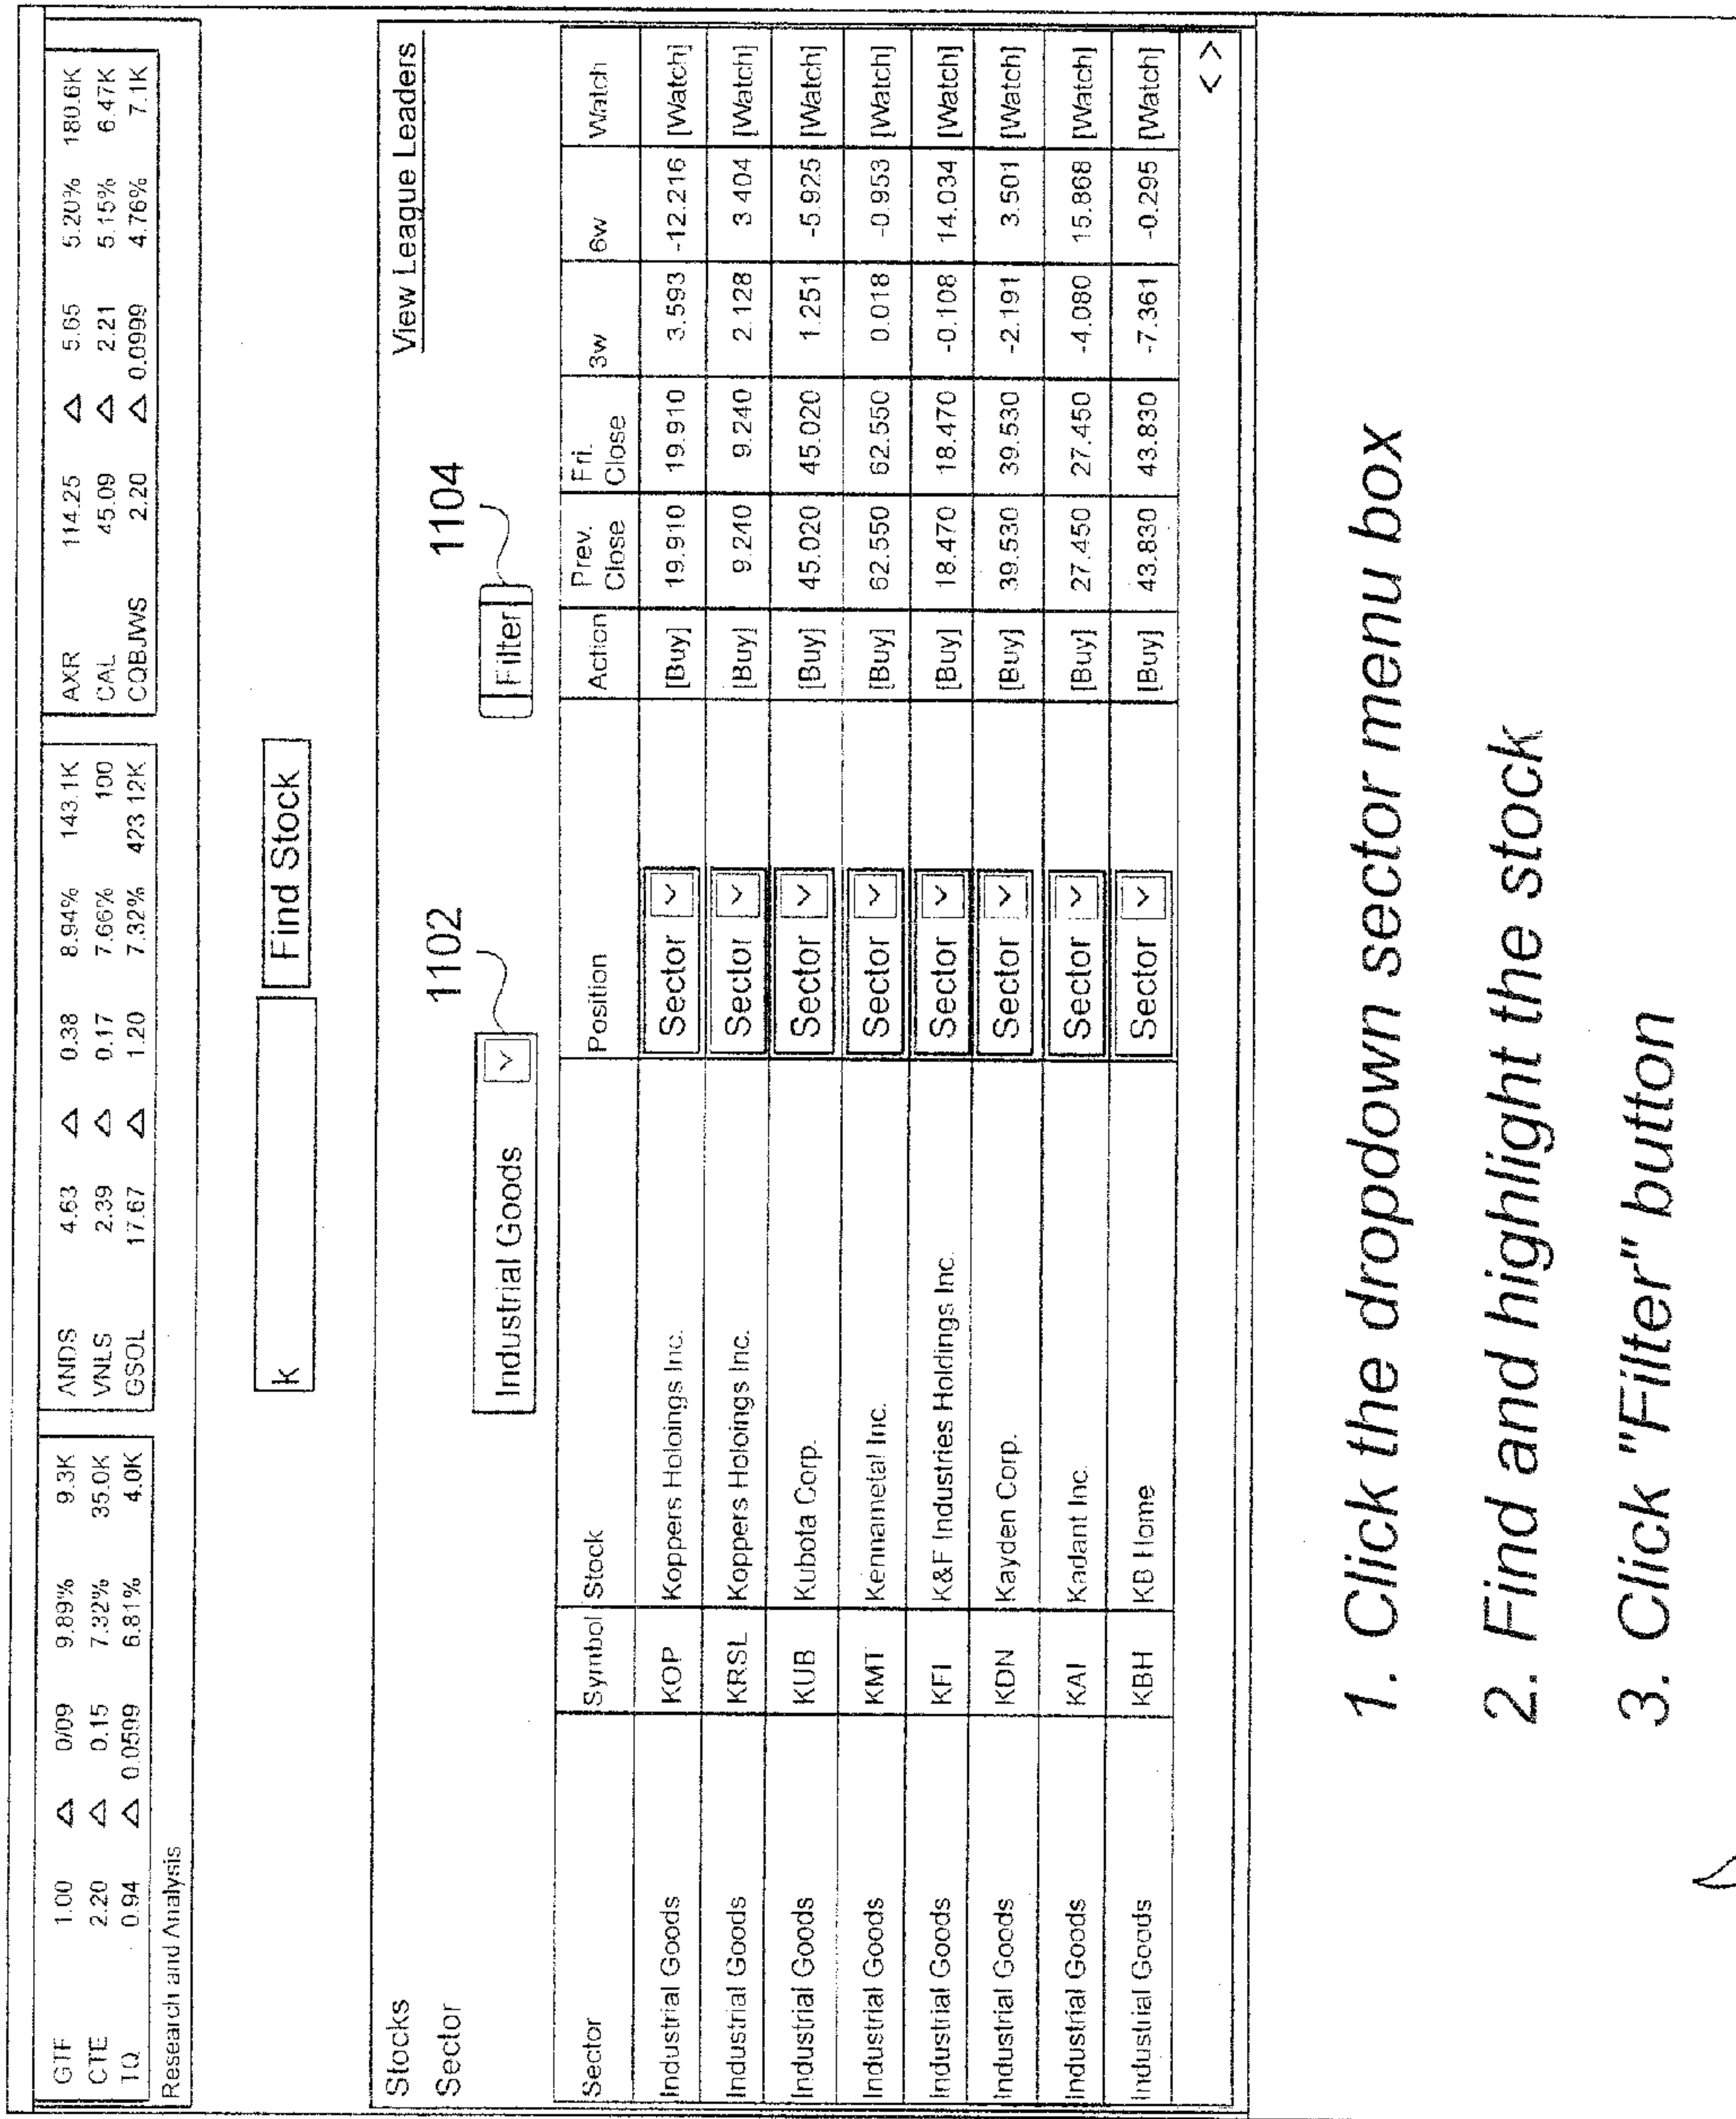 GTF 1.00 △ 0/09 9.89% 9.3K ANDS 4.63 △ 0.38 8.94% 143.1K AXR 114.25 △ 5.65 5.20% 180.6K
CTE 2.20 △ 0.15 7.32% 35.0K VNLS 2.39 △ 0.17 7.66% 100 CAL 45.09 △ 2.21 5.15% 6.47K
TQ 0.94 △ 0.0599 6.81% 4.0K GSOL 17.67 △ 1.20 7.32% 423 12K CQBJWS 2.20 △ 0.0999 4.76% 7.1K
Research and Analysis
k Find Stock
Stocks View League Leaders
Sector 1102 1104
Industrial Goods Filter
Sector Symbol Stock Position Action Prev. Close Fri. Close 3w 6w Watch
Industrial Goods KOP Koppers Holoings Inc. Sector [Buy] 19.910 19.910 3.593 -12.216 [Watch]
Industrial Goods KRSL Koppers Holoings Inc. Sector [Buy] 9.240 9.240 2.128 3.404 [Watch]
Industrial Goods KUB Kubota Corp. Sector [Buy] 45.020 45.020 1.251 -5.925 [Watch]
Industrial Goods KMT Kennametal Inc. Sector [Buy] 62.550 62.550 0.018 -0.953 [Watch]
Industrial Goods KFI K&F Industries Holdings Inc. Sector [Buy] 18.470 18.470 -0.108 14.034 [Watch]
Industrial Goods KDN Kayden Corp. Sector [Buy] 39.530 39.530 -2.191 3.501 [Watch]
Industrial Goods KAI Kadant Inc. Sector [Buy] 27.450 27.450 -4.080 15.868 [Watch]
Industrial Goods KBH KB Home Sector [Buy] 43.830 43.830 -7.361 -0.295 [Watch]
< >
1. Click the dropdown sector menu box
2. Find and highlight the stock
3. Click "Filter" button